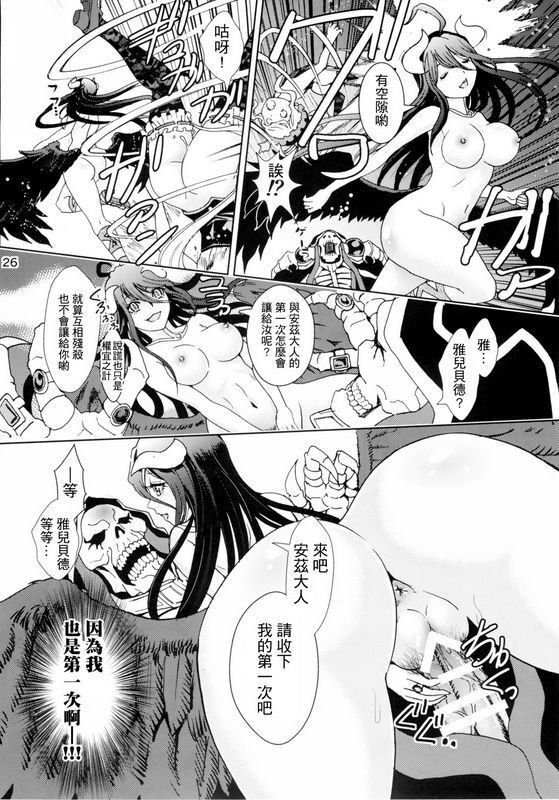 有空隙喲
咕呀！
誒!?
ガン
26
雅…
雅兒貝德？
與安茲大人的
第一次怎麼會
讓給汝呢？
說謊也只是
權宜之計
就算互相殘殺
也不會讓給你喲
來吧
安茲大人
請收下
我的第一次吧
—等
雅兒貝德
等等…
因為我
也是第一次啊—!!!